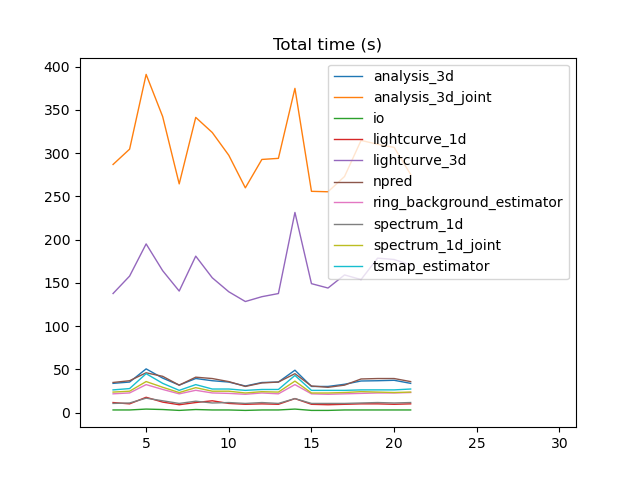 Total time (s)
400
350
300
250
200
150
100
50
0
5 10 15 20 25 30
analysis_3d
analysis_3d_joint
io
lightcurve_1d
lightcurve_3d
npred
ring_background_estimator
spectrum_1d
spectrum_1d_joint
tsmap_estimator